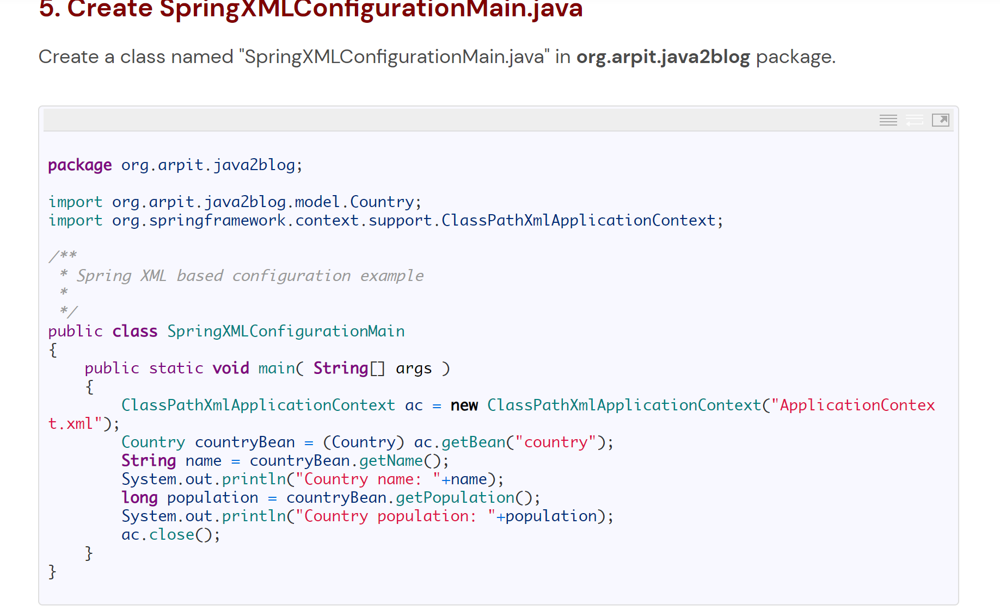 5. Create SpringXMLConfigurationMain.java
Create a class named "SpringXMLConfigurationMain.java" in org.arpit.java2blog package.
package org.arpit.java2blog;
import org.arpit.java2blog.model.Country;
import org.springframework.context.support.ClassPathXmlApplicationContext;
/**
 * Spring XML based configuration example
 *
 */
public class SpringXMLConfigurationMain
{
    public static void main( String[] args )
    {
        ClassPathXmlApplicationContext ac = new ClassPathXmlApplicationContext("ApplicationContex
t.xml");
        Country countryBean = (Country) ac.getBean("country");
        String name = countryBean.getName();
        System.out.println("Country name: "+name);
        long population = countryBean.getPopulation();
        System.out.println("Country population: "+population);
        ac.close();
    }
}